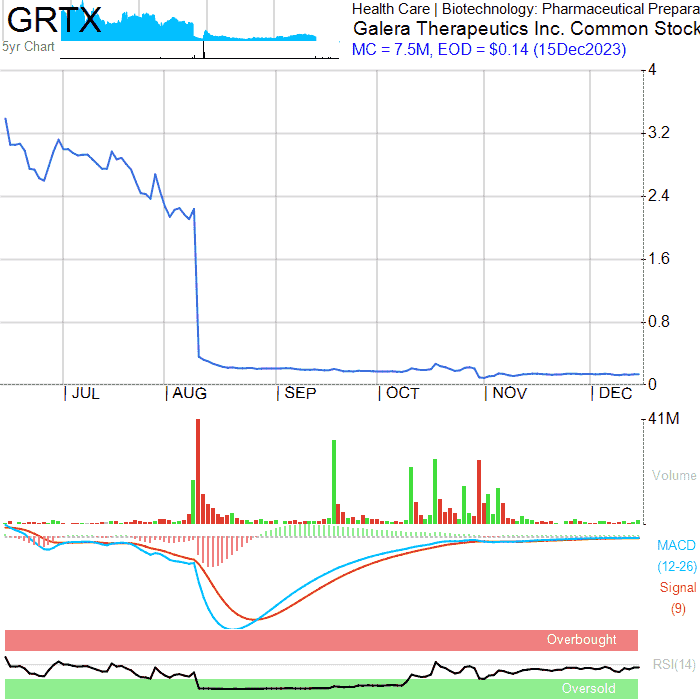 GRTX
5yr Chart
Health Care | Biotechnology: Pharmaceutical Prepara
Galera Therapeutics Inc. Common Stock
MC = 7.5M, EOD = $0.14 (15Dec2023)
4
3.2
2.4
1.6
0.8
0
JUL
AUG
SEP
OCT
NOV
DEC
41M
Volume
MACD
(12-26)
Signal
(9)
Overbought
RSI(14)
Oversold